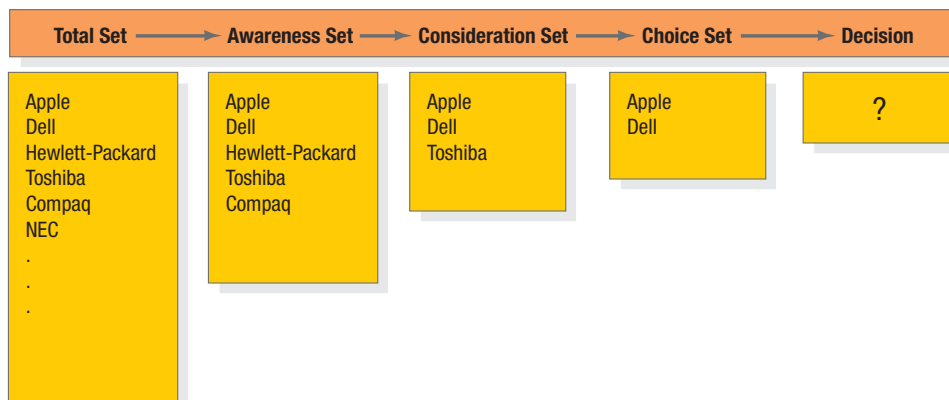 Total Set Awareness Set Consideration Set Choice Set Decision
Apple
Dell
Hewlett-Packard
Toshiba
Compaq
NEC
.
.
.
Apple
Dell
Hewlett-Packard
Toshiba
Compaq
Apple
Dell
Toshiba
Apple
Dell
?